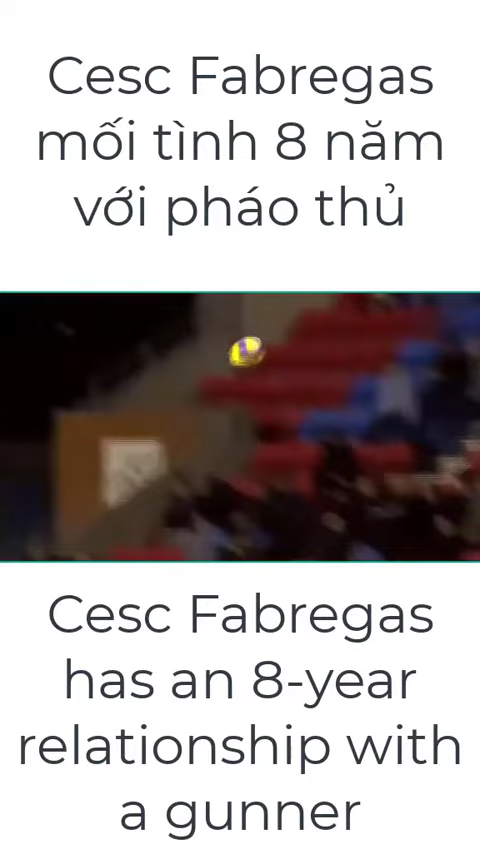 Cesc Fabregas
mối tình 8 năm
với pháo thủ
Cesc Fabregas
has an 8-year
relationship with
a gunner